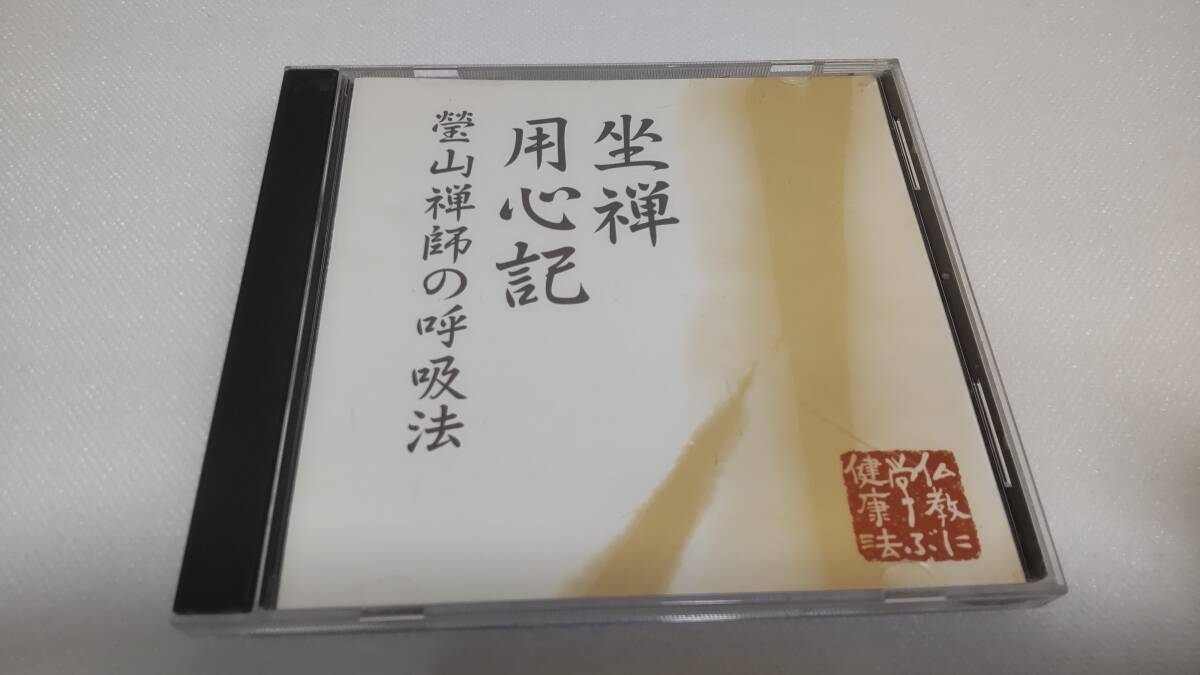 坐禅
用心記
瑩山禅師の呼吸法
仏教に
学ぶ
健康法